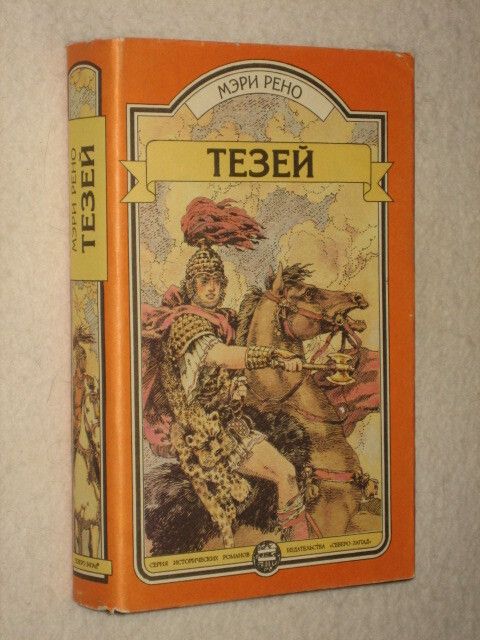 МЭРИ РЕНО
ТЕЗЕЙ
МЭРИ РЕНО
ТЕЗЕЙ
СЕРИЯ ИСТОРИЧЕСКИХ РОМАНОВ
ИЗДАТЕЛЬСТВА «СЕВЕРО-ЗАПАД»